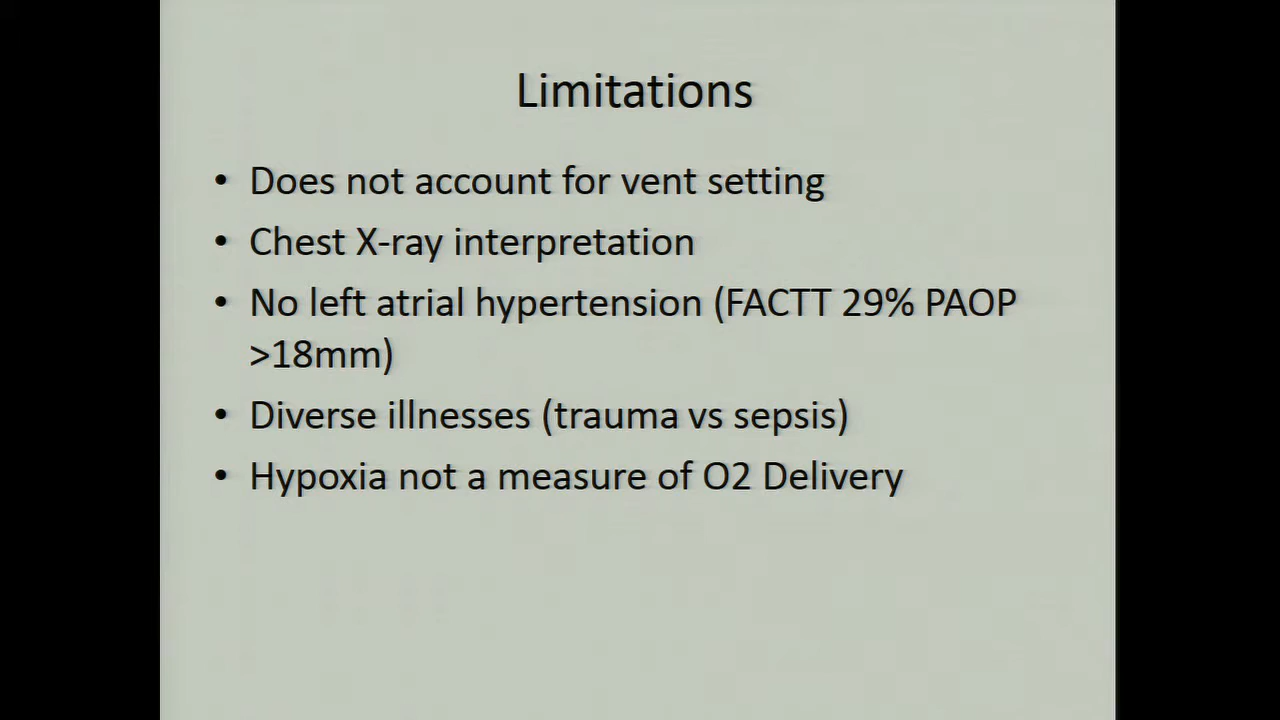 Limitations
• Does not account for vent setting
• Chest X-ray interpretation
• No left atrial hypertension (FACTT 29% PAOP
>18mm)
• Diverse illnesses (trauma vs sepsis)
• Hypoxia not a measure of O2 Delivery